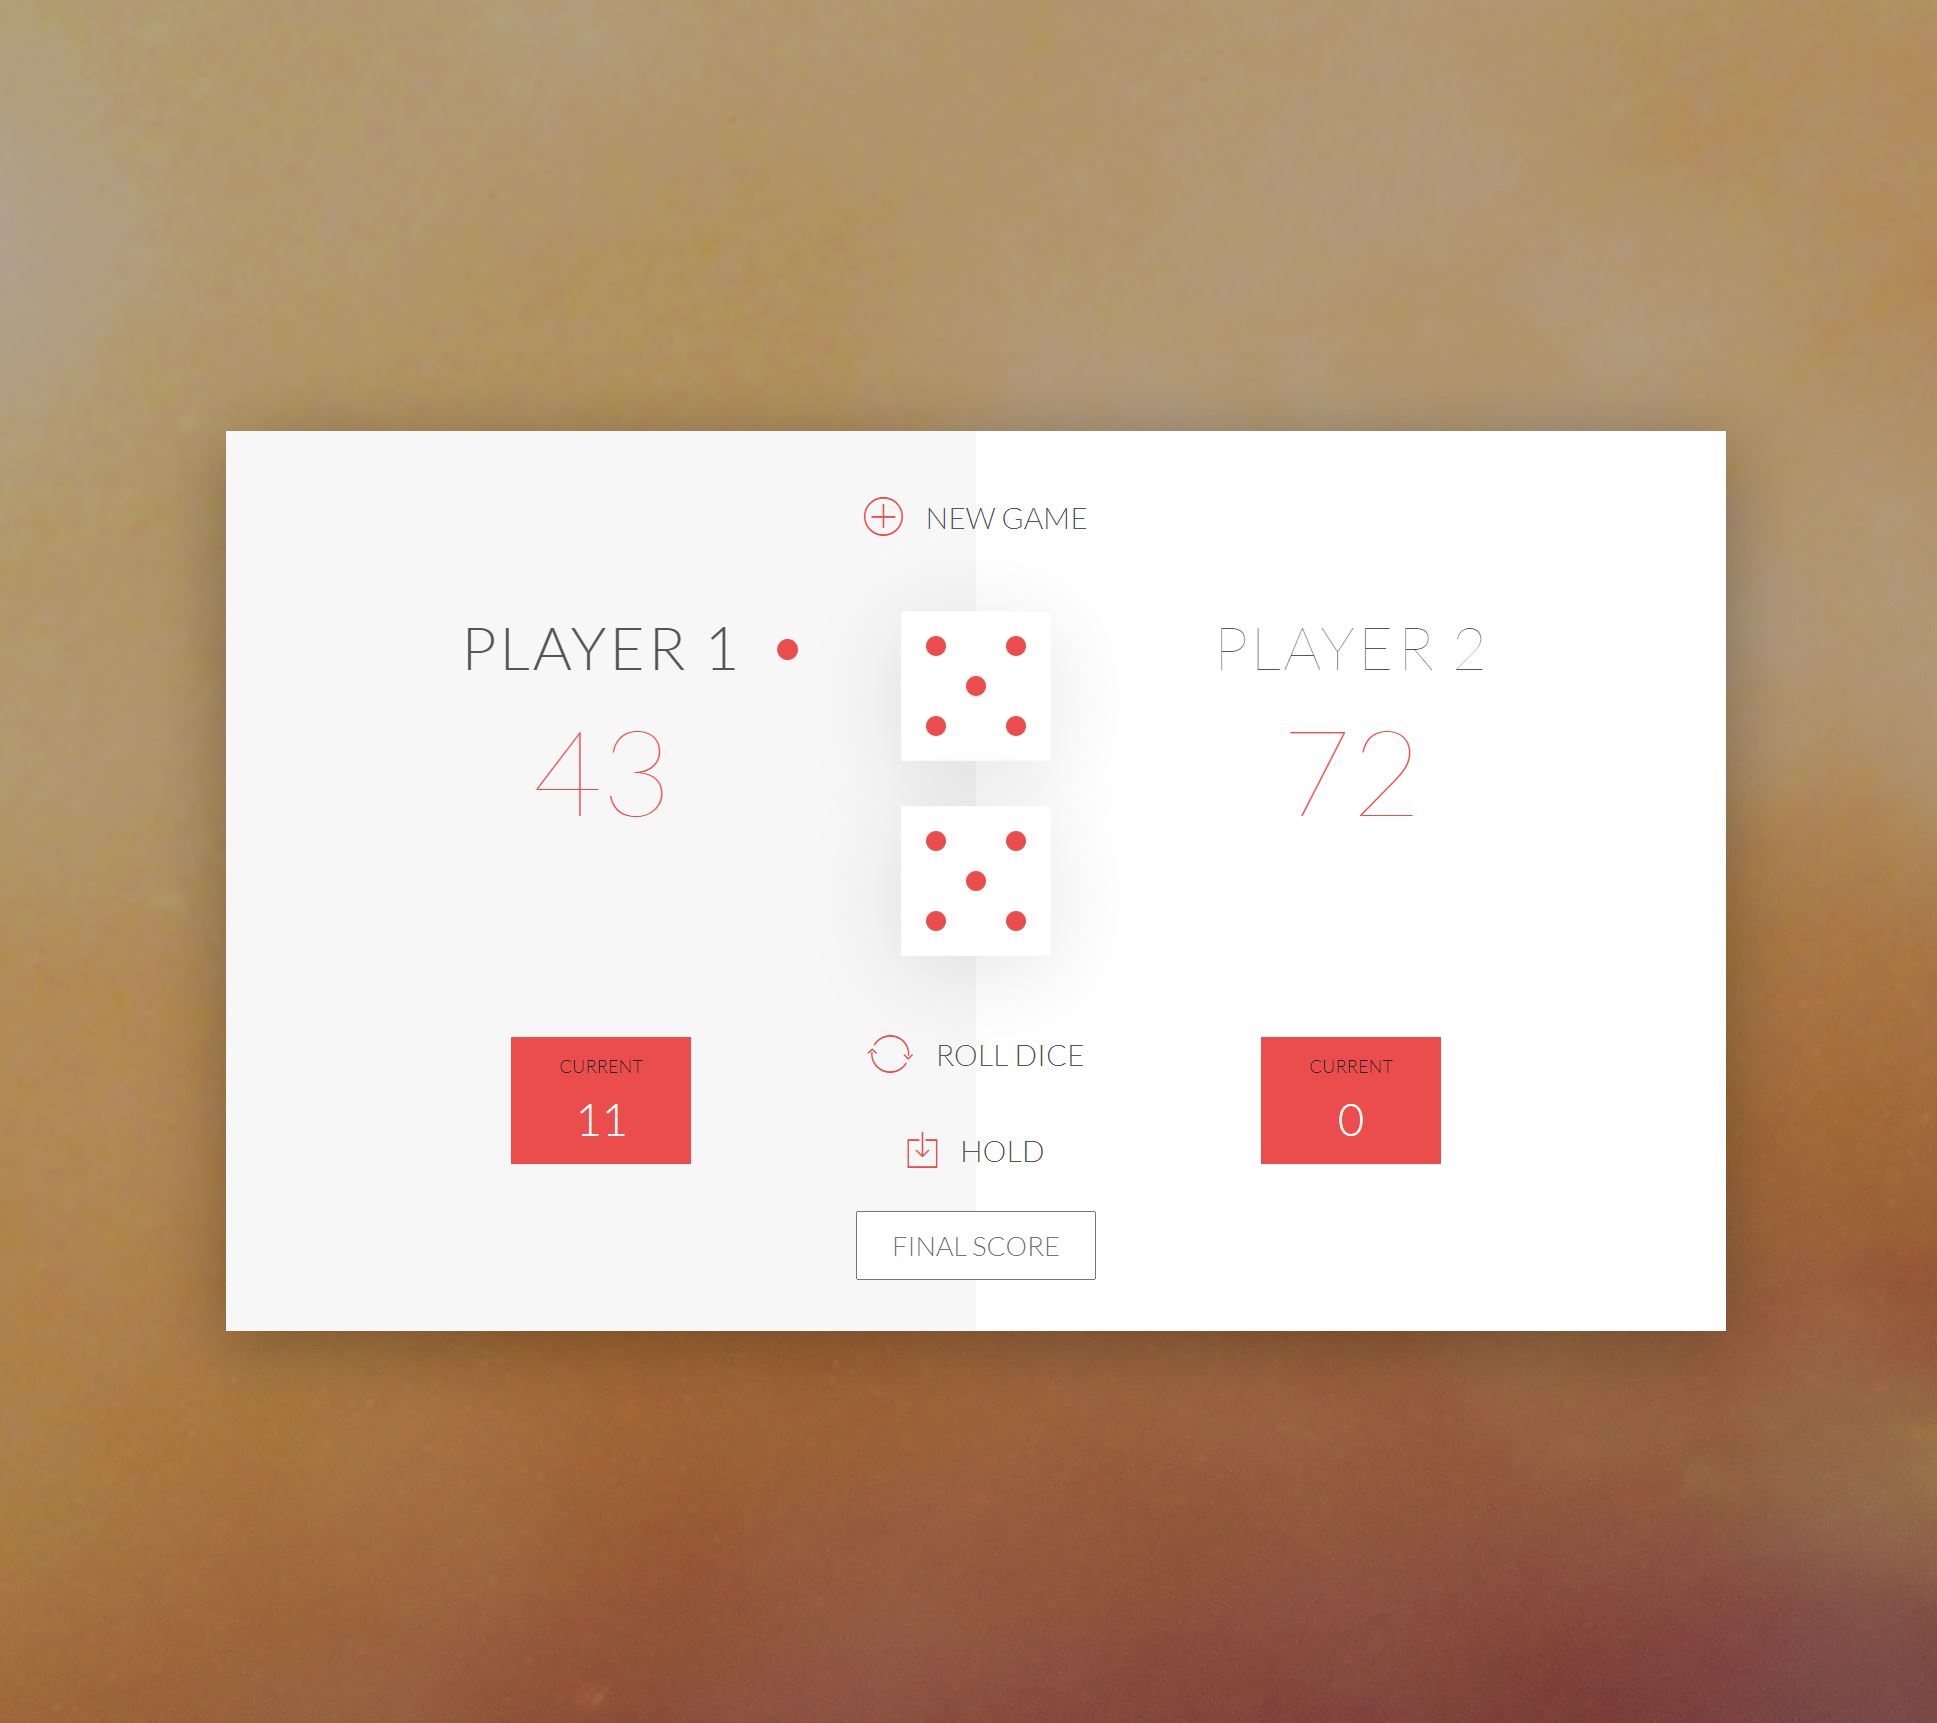 NEW GAME
PLAYER 1
43
PLAYER 2
72
CURRENT
11
ROLL DICE
HOLD
CURRENT
0
FINAL SCORE